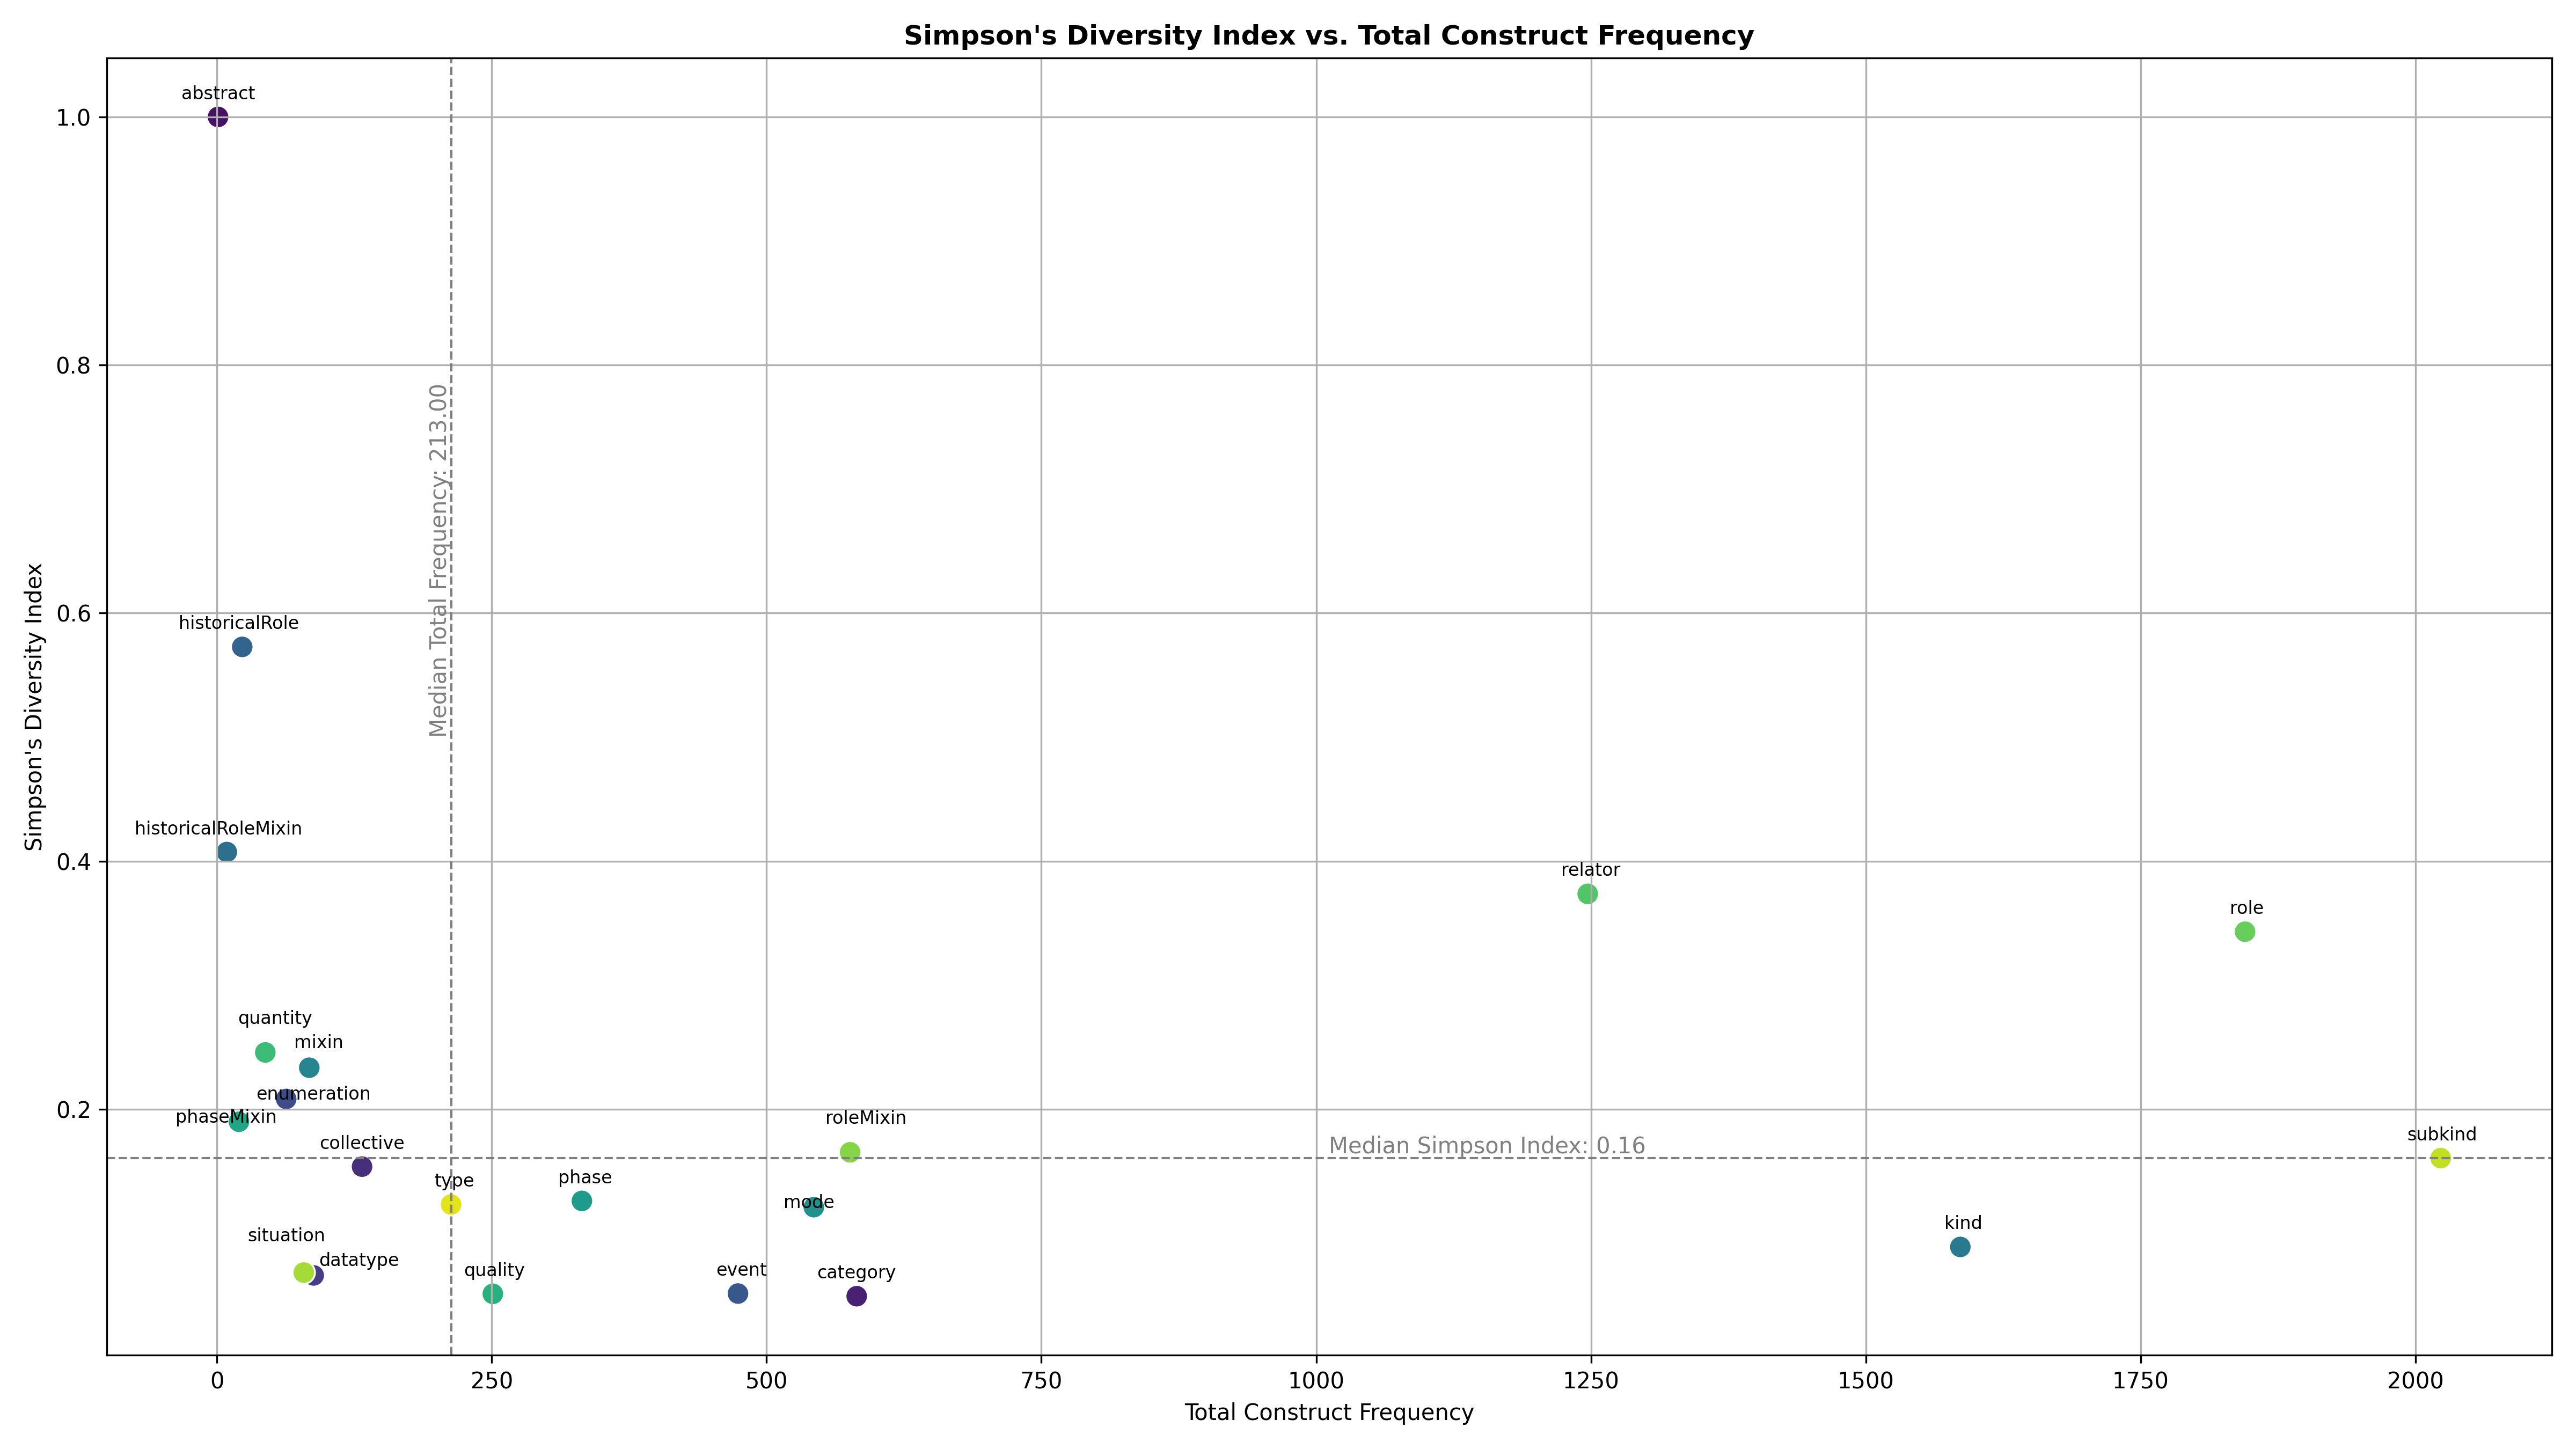 Simpson's Diversity Index vs. Total Construct Frequency
abstract
1.0
0.8
Median Total Frequency: 213.00
Simpson's Diversity Index
0.6
historicalRole
historicalRoleMixin
0.4
relator
role
quantity
mixin
enumeration
0.2
phaseMixin
roleMixin
collective
Median Simpson Index: 0.16
subkind
type
phase
mode
situation
kind
datatype
quality
event
category
0
250
500
750
1000
1250
1500
1750
2000
Total Construct Frequency